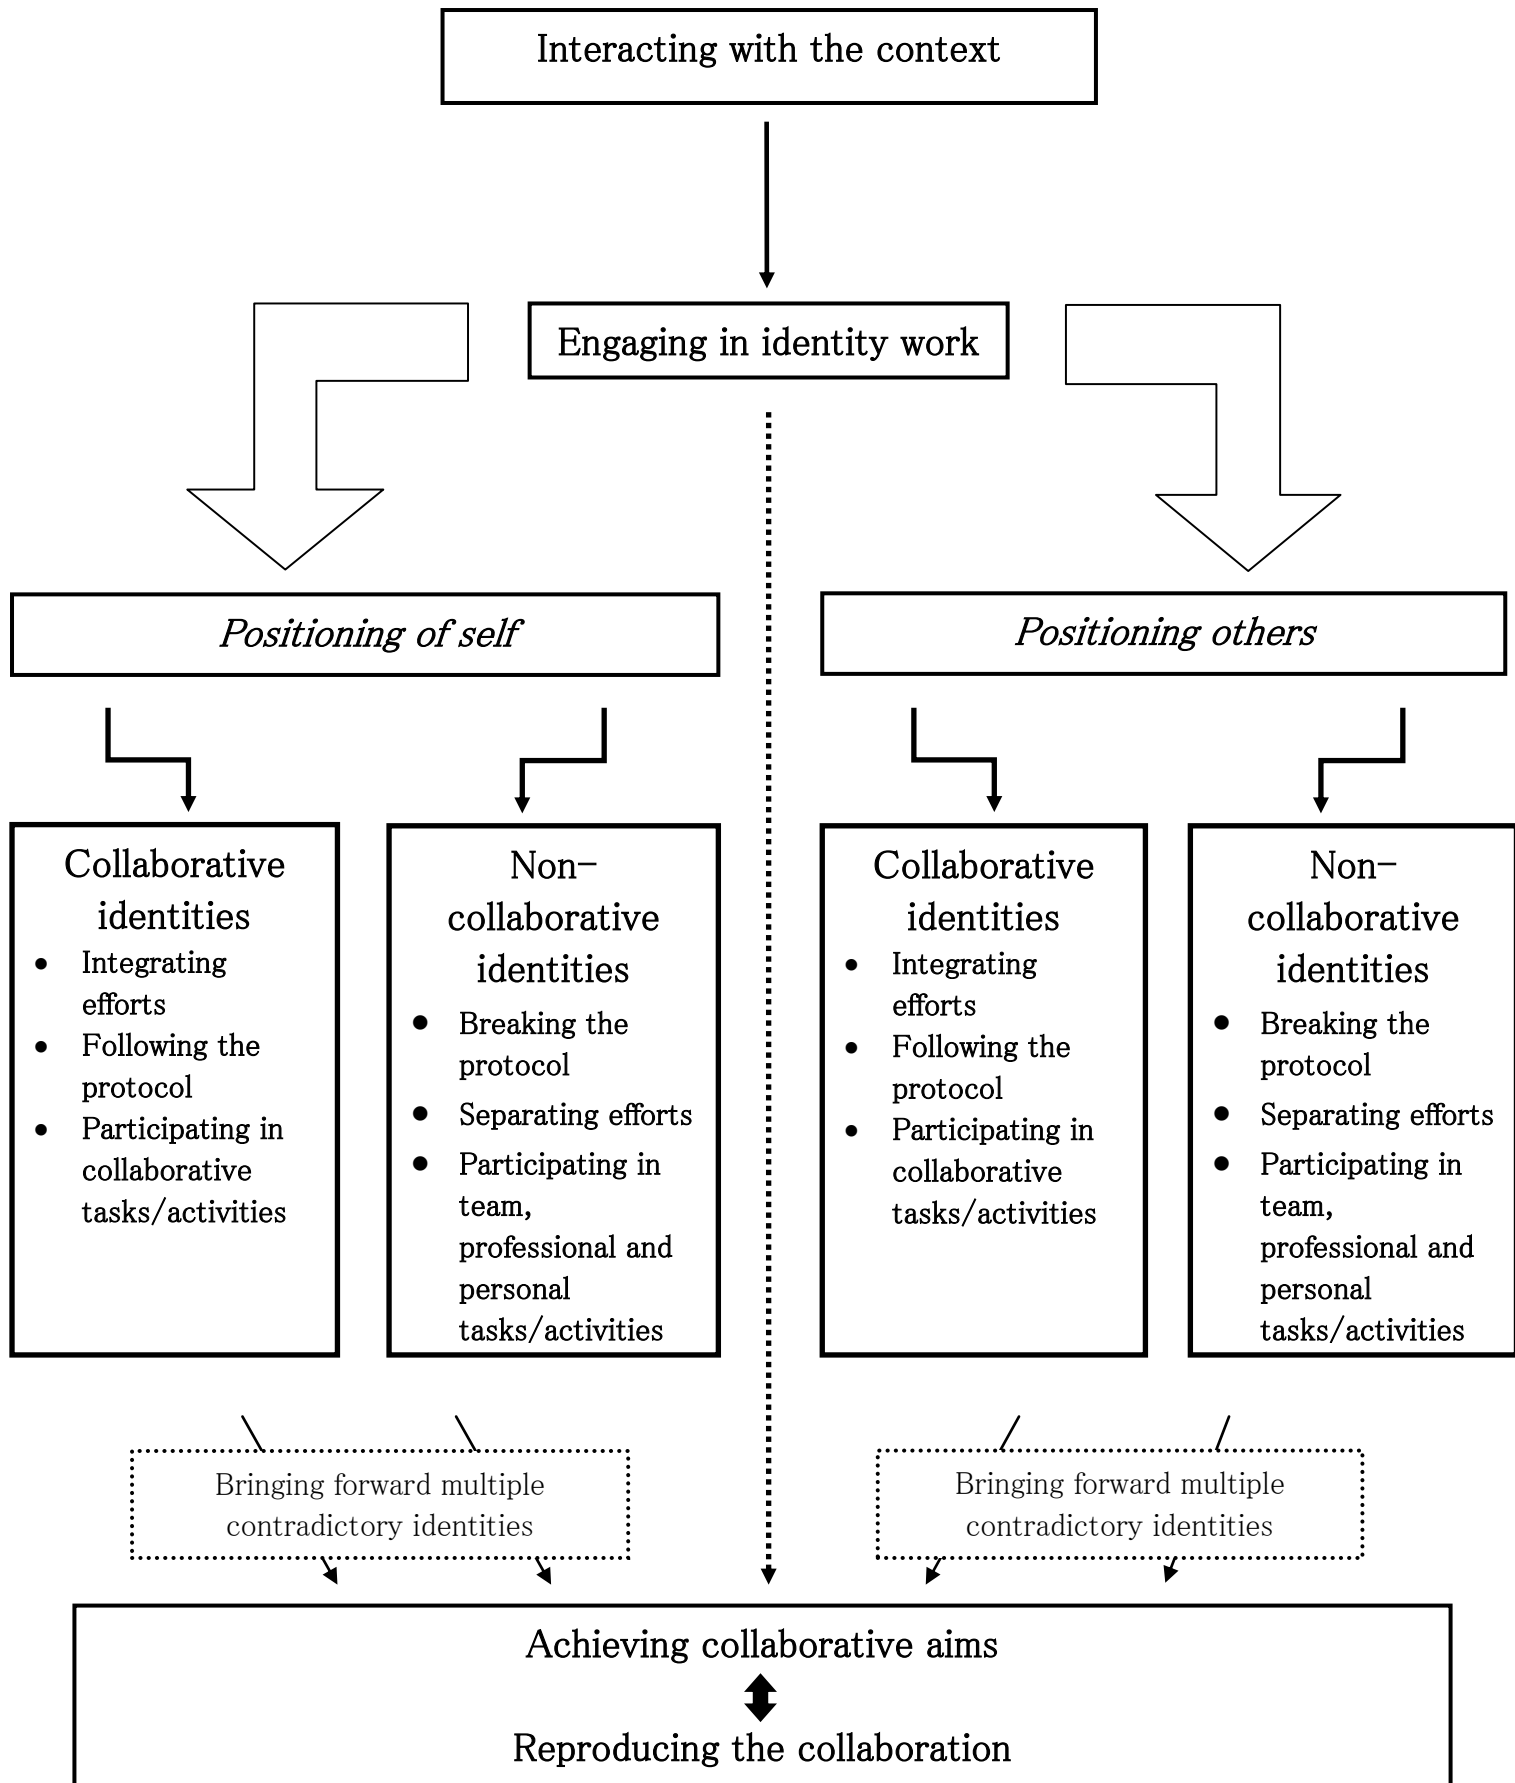 Interacting with the context
Engaging in identity work
Positioning of self
Positioning others
Collaborative
identities
• Integrating
efforts
• Following the
protocol
• Participating in
collaborative
tasks/activities
Non-
collaborative
identities
• Breaking the
protocol
• Separating efforts
• Participating in
team,
professional and
personal
tasks/activities
Collaborative
identities
• Integrating
efforts
• Following the
protocol
• Participating in
collaborative
tasks/activities
Non-
collaborative
identities
• Breaking the
protocol
• Separating efforts
• Participating in
team,
professional and
personal
tasks/activities
Bringing forward multiple
contradictory identities
Bringing forward multiple
contradictory identities
Achieving collaborative aims
Reproducing the collaboration